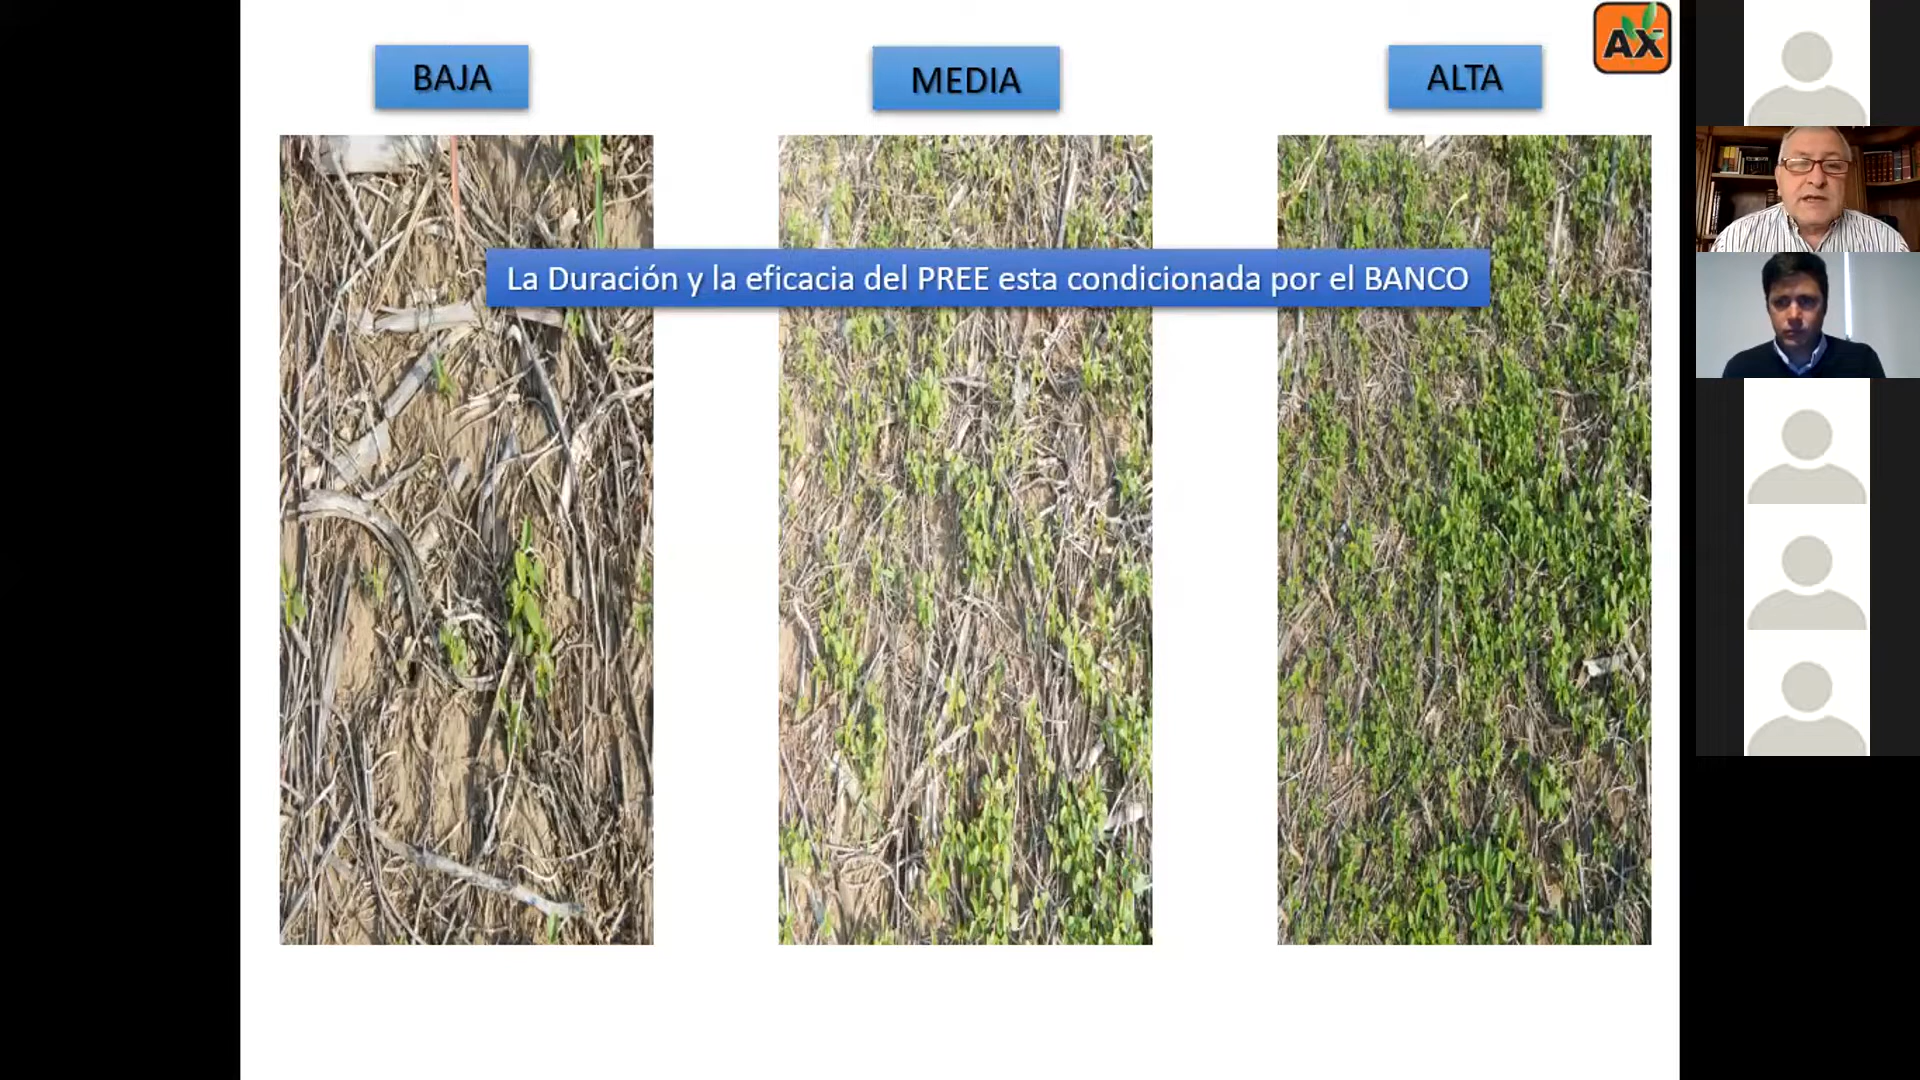 BAJA
MEDIA
ALTA
AX
La Duración y la eficacia del PREE esta condicionada por el BANCO